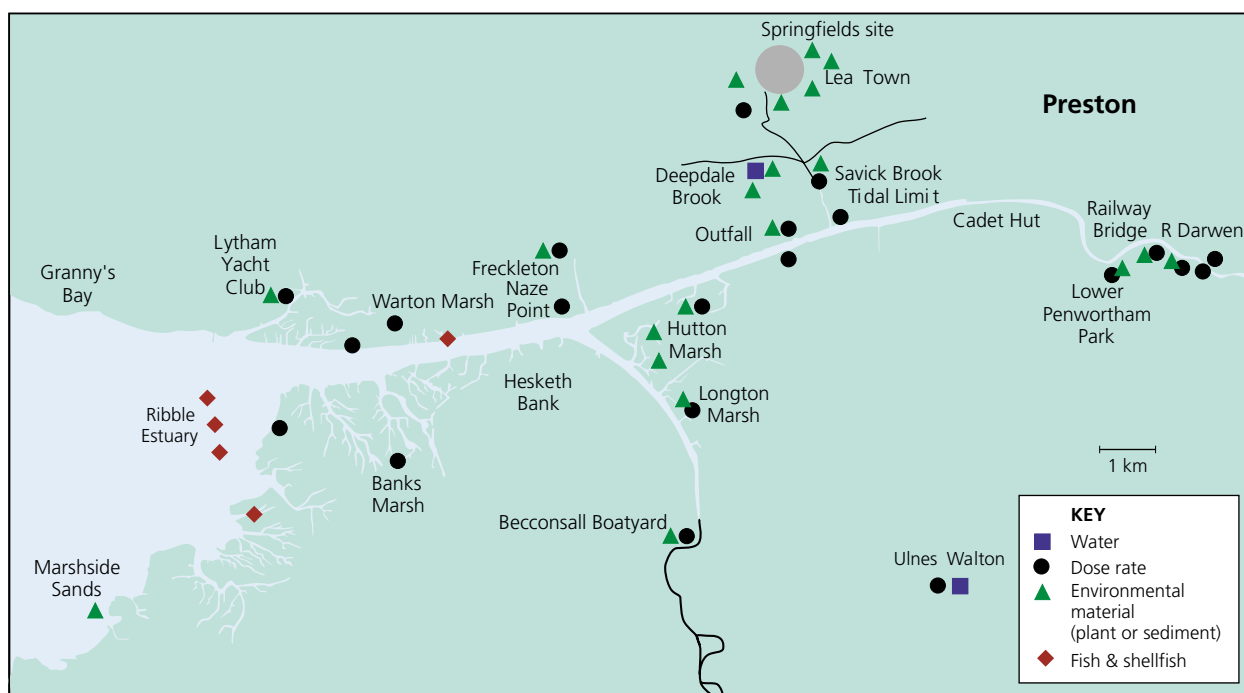 Springfields site
Lea Town
Preston
Deepdale
Brook
Savick Brook
Tidal Limit
Cadet Hut
Railway
Bridge
R Darwen
Outfall
Lytham
Yacht
Club
Granny's
Bay
Warton Marsh
Freckleton
Naze
Point
Lower
Penwortham
Park
Hutton
Marsh
Hesketh
Bank
Longton
Marsh
Ribble
Estuary
Banks
Marsh
1 km
Becconsall Boatyard
Ulnes Walton
Marshside
Sands
KEY
Water
Dose rate
Environmental
material
(plant or sediment)
Fish & shellfish